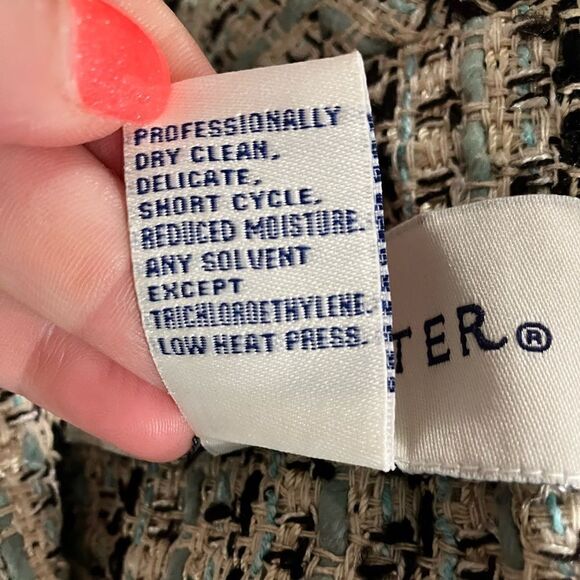 PROFESSIONALLY
DRY CLEAN,
DELICATE,
SHORT CYCLE,
REDUCED MOISTURE.
ANY SOLVENT
EXCEPT
TRICHLOROETHYLENE.
LOW HEAT PRESS.
TER®